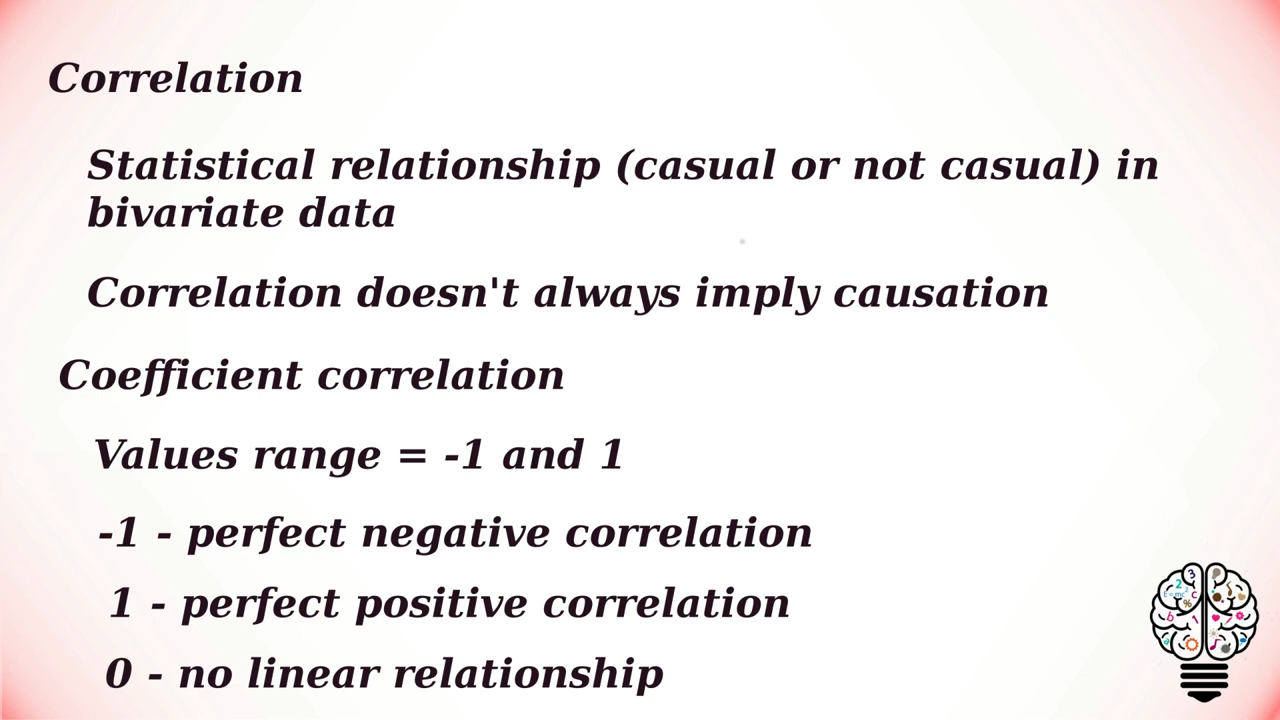 Correlation
Statistical relationship (casual or not casual) in
bivariate data
Correlation doesn't always imply causation
Coefficient correlation
Values range = -1 and 1
-1 - perfect negative correlation
1 - perfect positive correlation
0 - no linear relationship